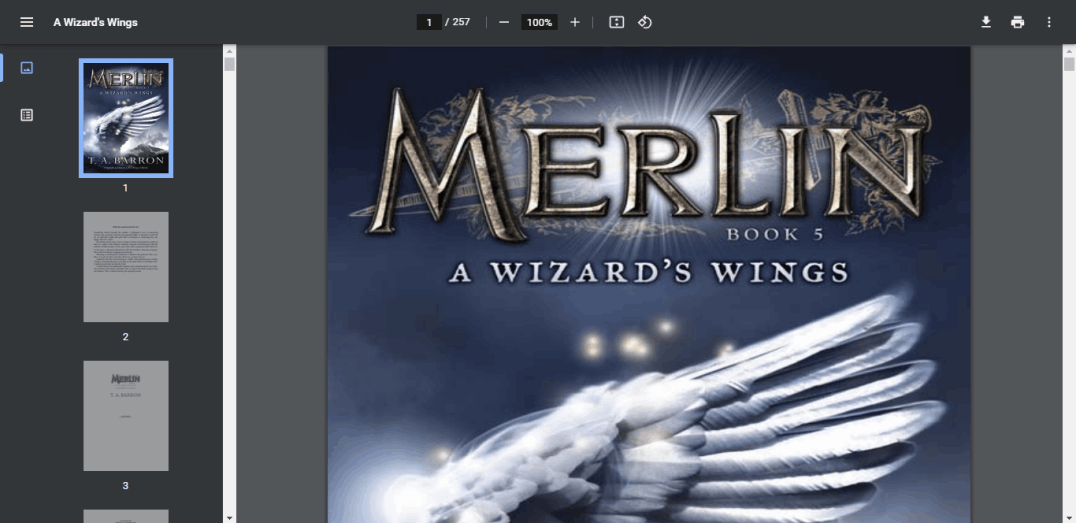 A Wizard's Wings
1 / 257
100%
MERLIN
A WIZARD'S WINGS
T. A. BARRON
1
2
MERLIN
T. A. BARRON
3
MERLIN
BOOK 5
A WIZARD'S WINGS